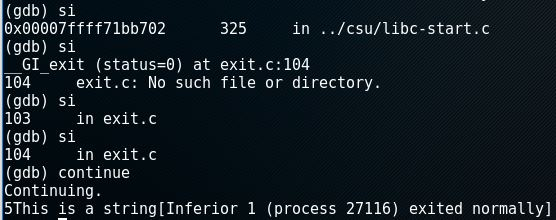 (gdb) si
0x00007ffff71bb702      325     in ../csu/libc-start.c
(gdb) si
__GI_exit (status=0) at exit.c:104
104     exit.c: No such file or directory.
(gdb) si
103     in exit.c
(gdb) si
104     in exit.c
(gdb) continue
Continuing.
5This is a string[Inferior 1 (process 27116) exited normally]